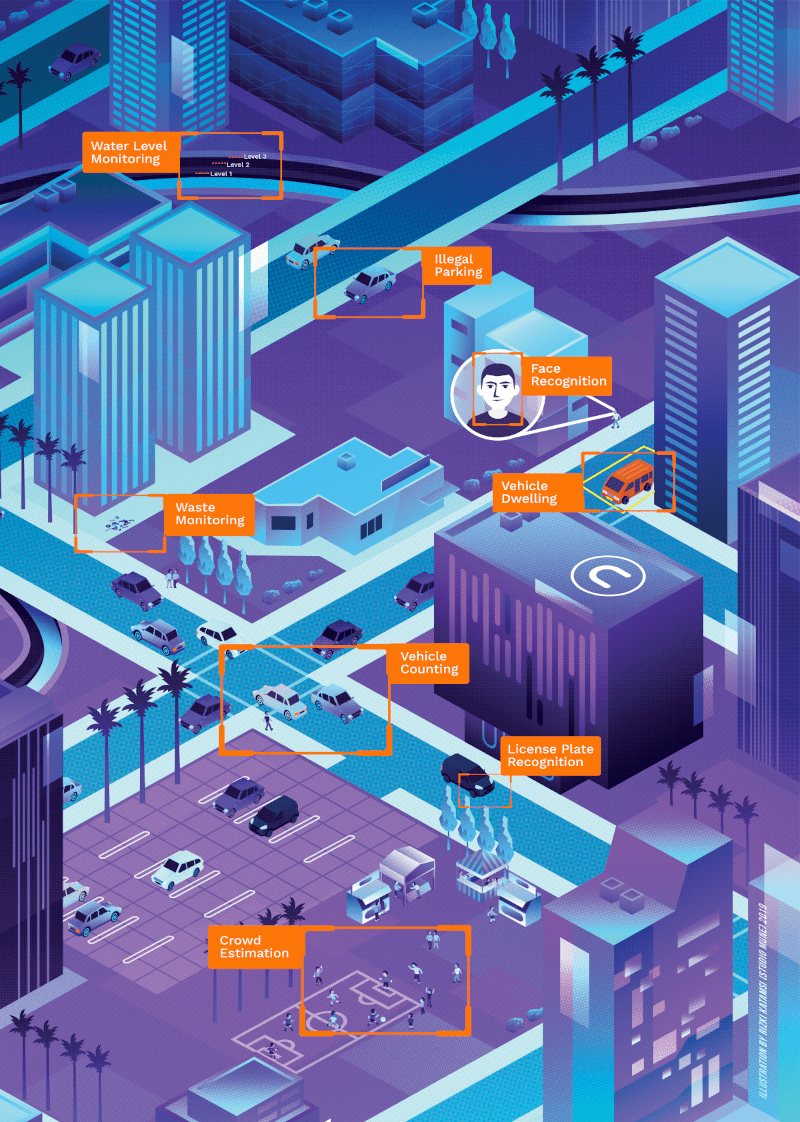 Water Level
Monitoring
Level 3
Level 2
Level 1
Illegal
Parking
Face
Recognition
Vehicle
Dwelling
Waste
Monitoring
Vehicle
Counting
License Plate
Recognition
Crowd
Estimation
ILLUSTRATION BY RIZKI KATAMSI (STUDIO MUNE) 2019